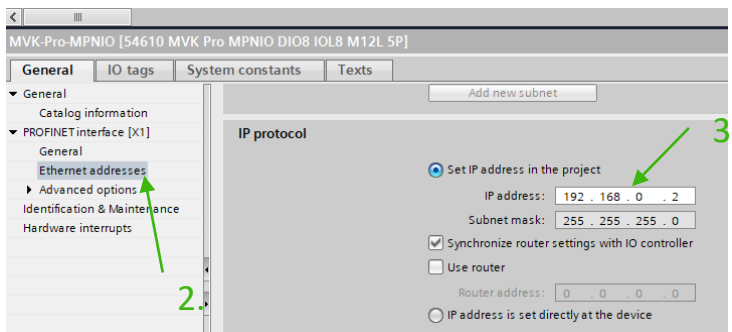 MVK-Pro-MPNIO [54610 MVK Pro MPNIO DIO8 IOL8 M12L 5P]
General IO tags System constants Texts
General
Catalog information
PROFINET interface [X1]
General
Ethernet addresses
Advanced options
Identification & Maintenance
Hardware interrupts
2.
Add new subnet
IP protocol
3
Set IP address in the project
IP address: 192 . 168 . 0 . 2
Subnet mask: 255 . 255 . 255 . 0
Synchronize router settings with IO controller
Use router
Router address: 0 . 0 . 0 . 0
IP address is set directly at the device